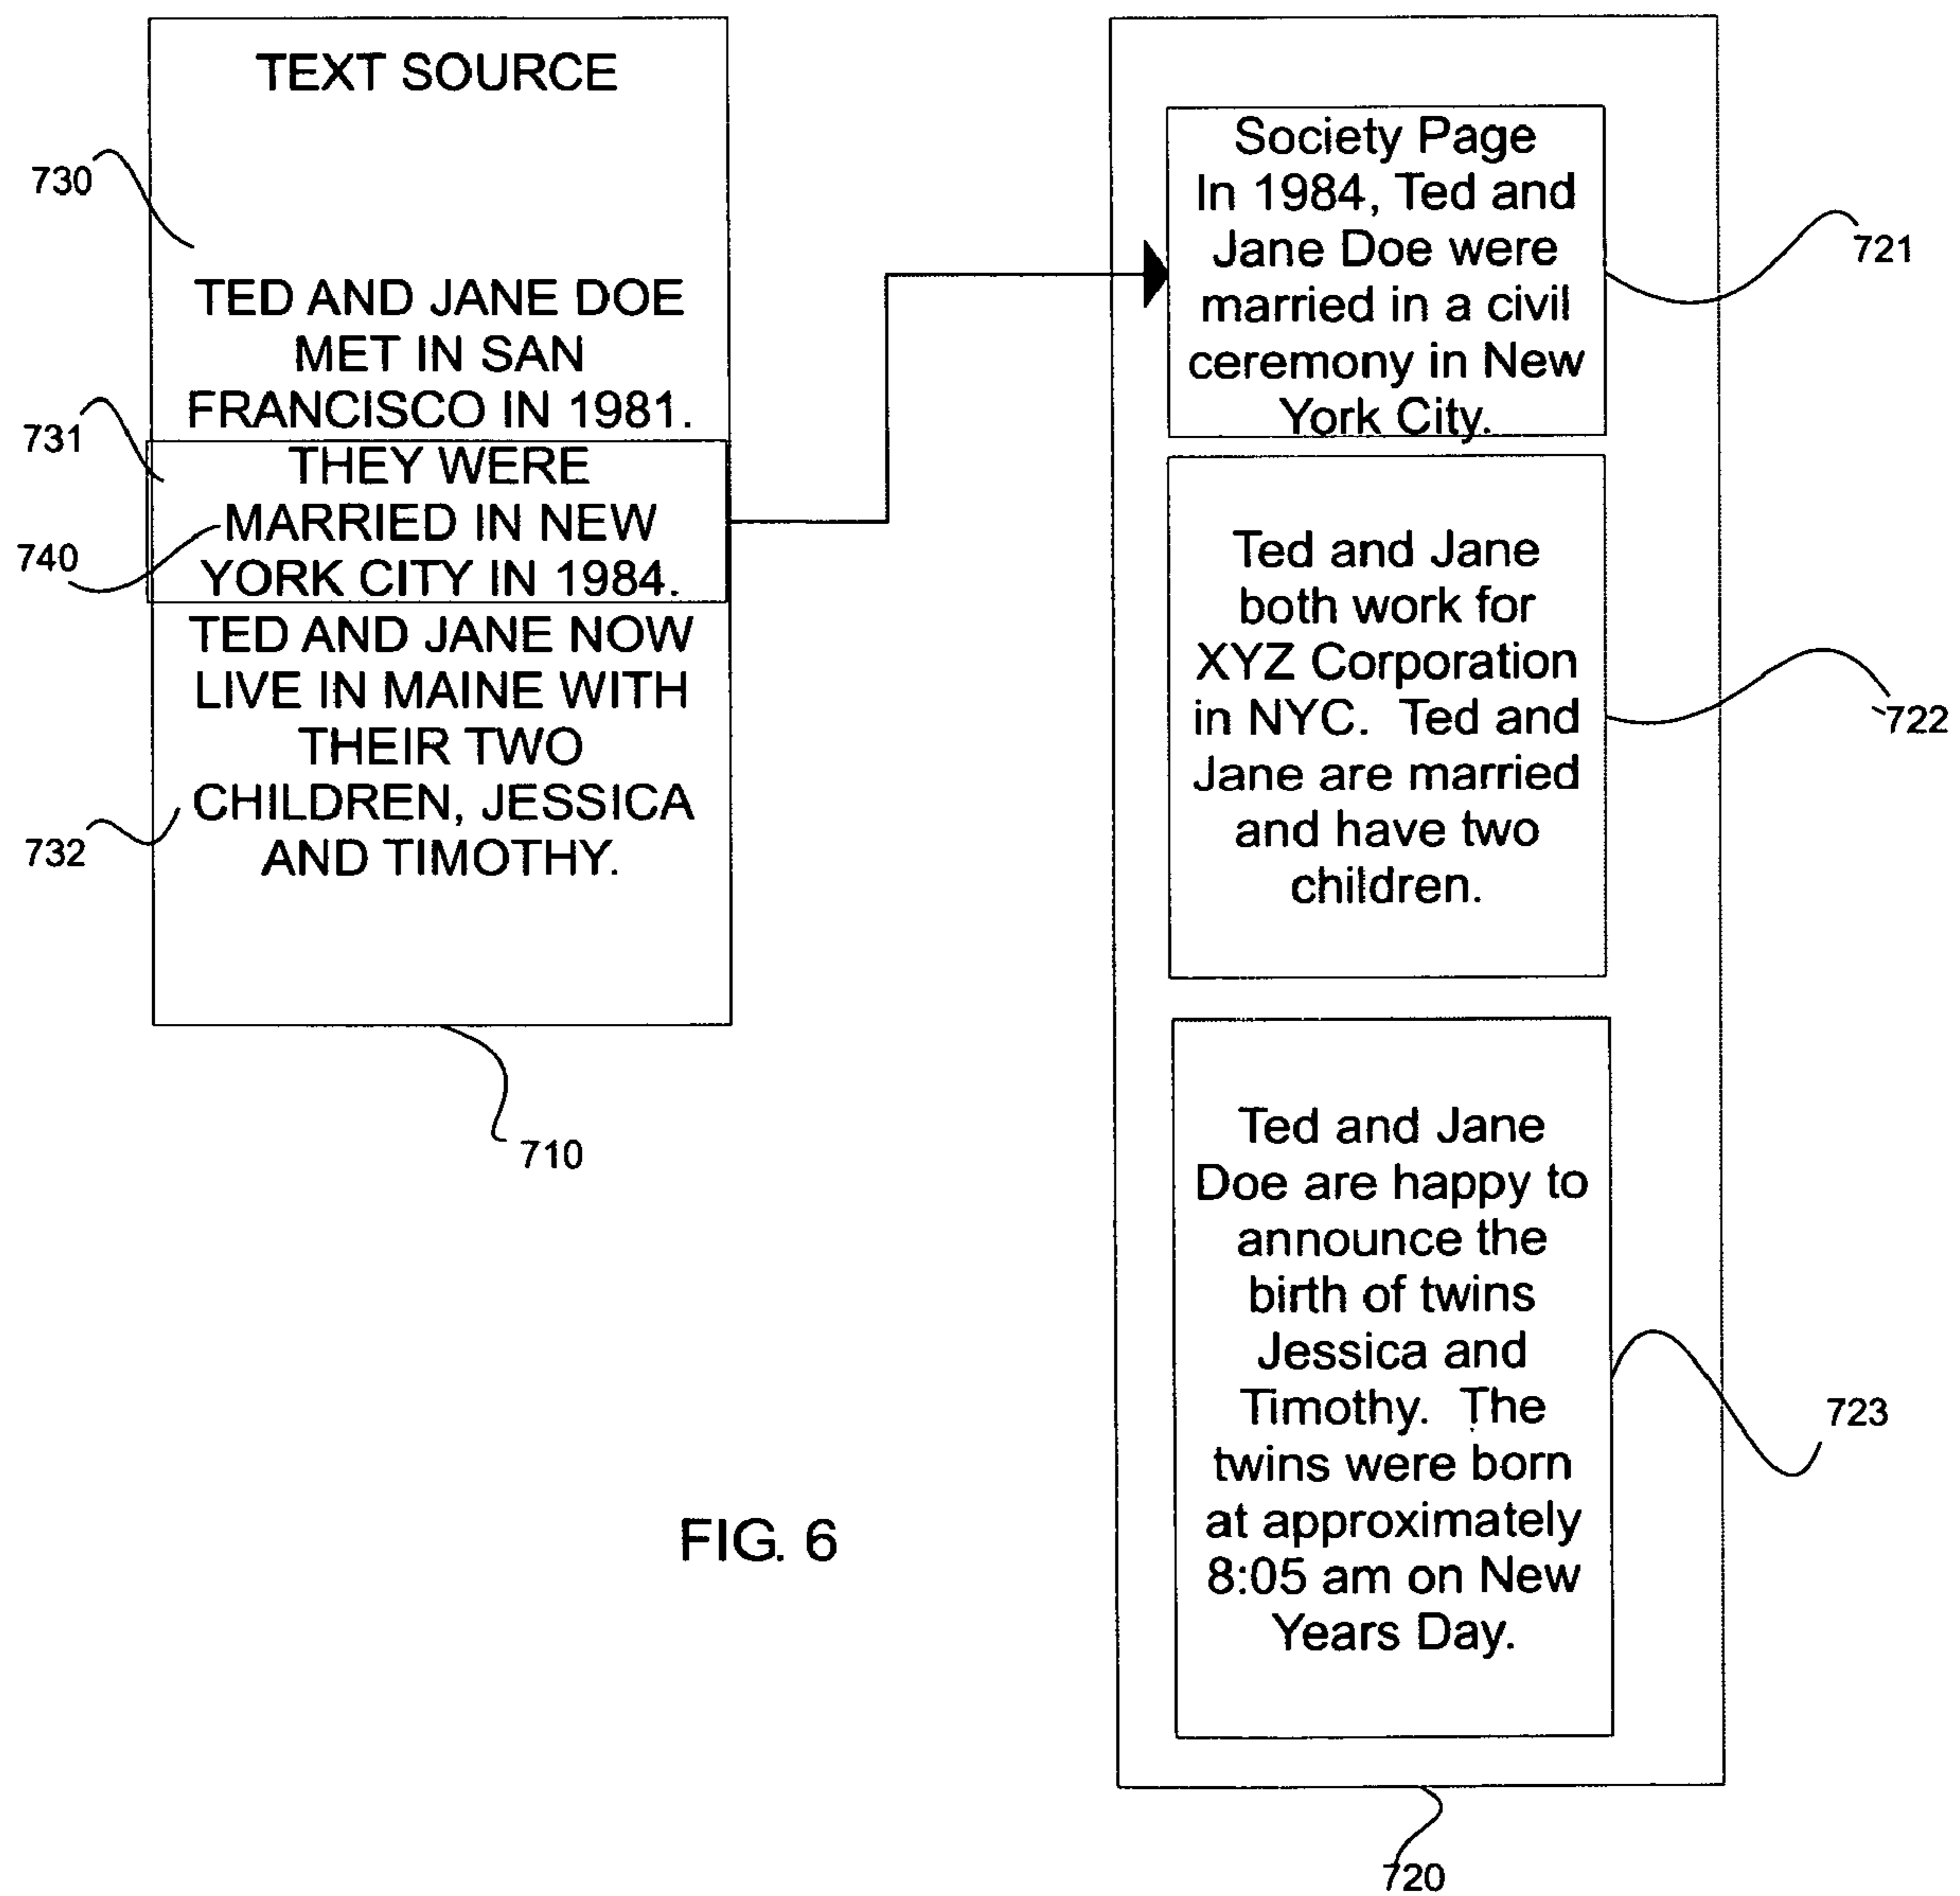 TEXT SOURCE
730
TED AND JANE DOE
MET IN SAN
FRANCISCO IN 1981.
731
THEY WERE
MARRIED IN NEW
740
YORK CITY IN 1984.
TED AND JANE NOW
LIVE IN MAINE WITH
THEIR TWO
CHILDREN, JESSICA
732
AND TIMOTHY.
710
Society Page
In 1984, Ted and
Jane Doe were
721
married in a civil
ceremony in New
York City.
Ted and Jane
both work for
XYZ Corporation
in NYC.  Ted and
722
Jane are married
and have two
children.
Ted and Jane
Doe are happy to
announce the
birth of twins
Jessica and
Timothy.  The
723
twins were born
at approximately
8:05 am on New
Years Day.
720
FIG. 6